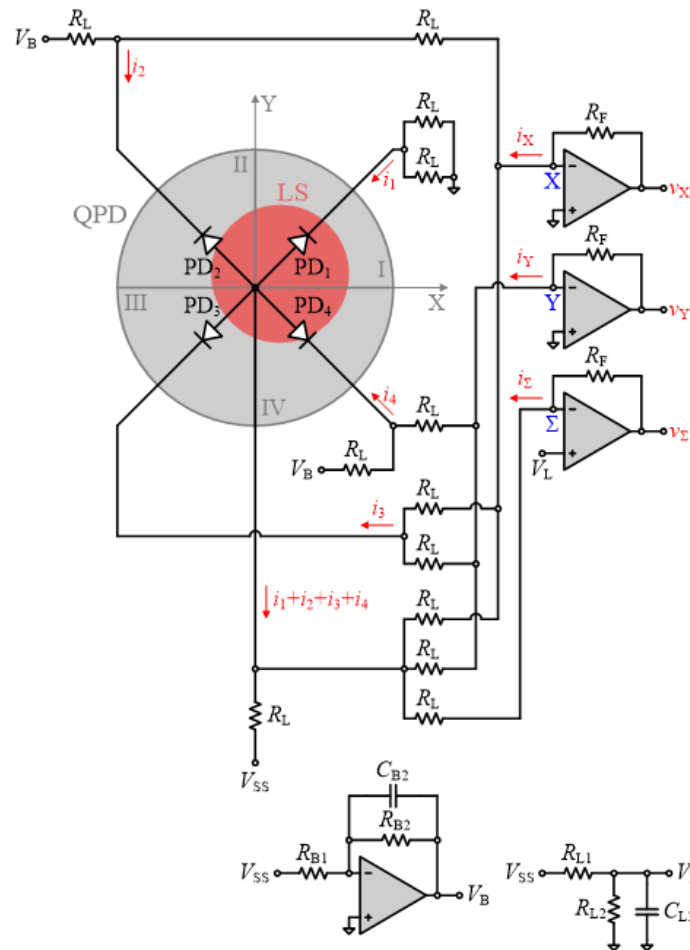 R_L
R_L
V_B
i_2
Y
R_L
R_L
R_F
i_X
II
i_1
X
v_X
QPD
LS
PD_2
PD_1
I
R_F
i_Y
III
X
Y
v_Y
PD_3
PD_4
R_F
i_Σ
i_4
R_L
Σ
v_Σ
IV
R_L
V_B
V_L
R_L
i_3
R_L
i_1+i_2+i_3+i_4
R_L
R_L
R_L
R_L
V_SS
C_B2
R_B2
V_SS
R_B1
V_B
V_SS
R_L1
R_L2